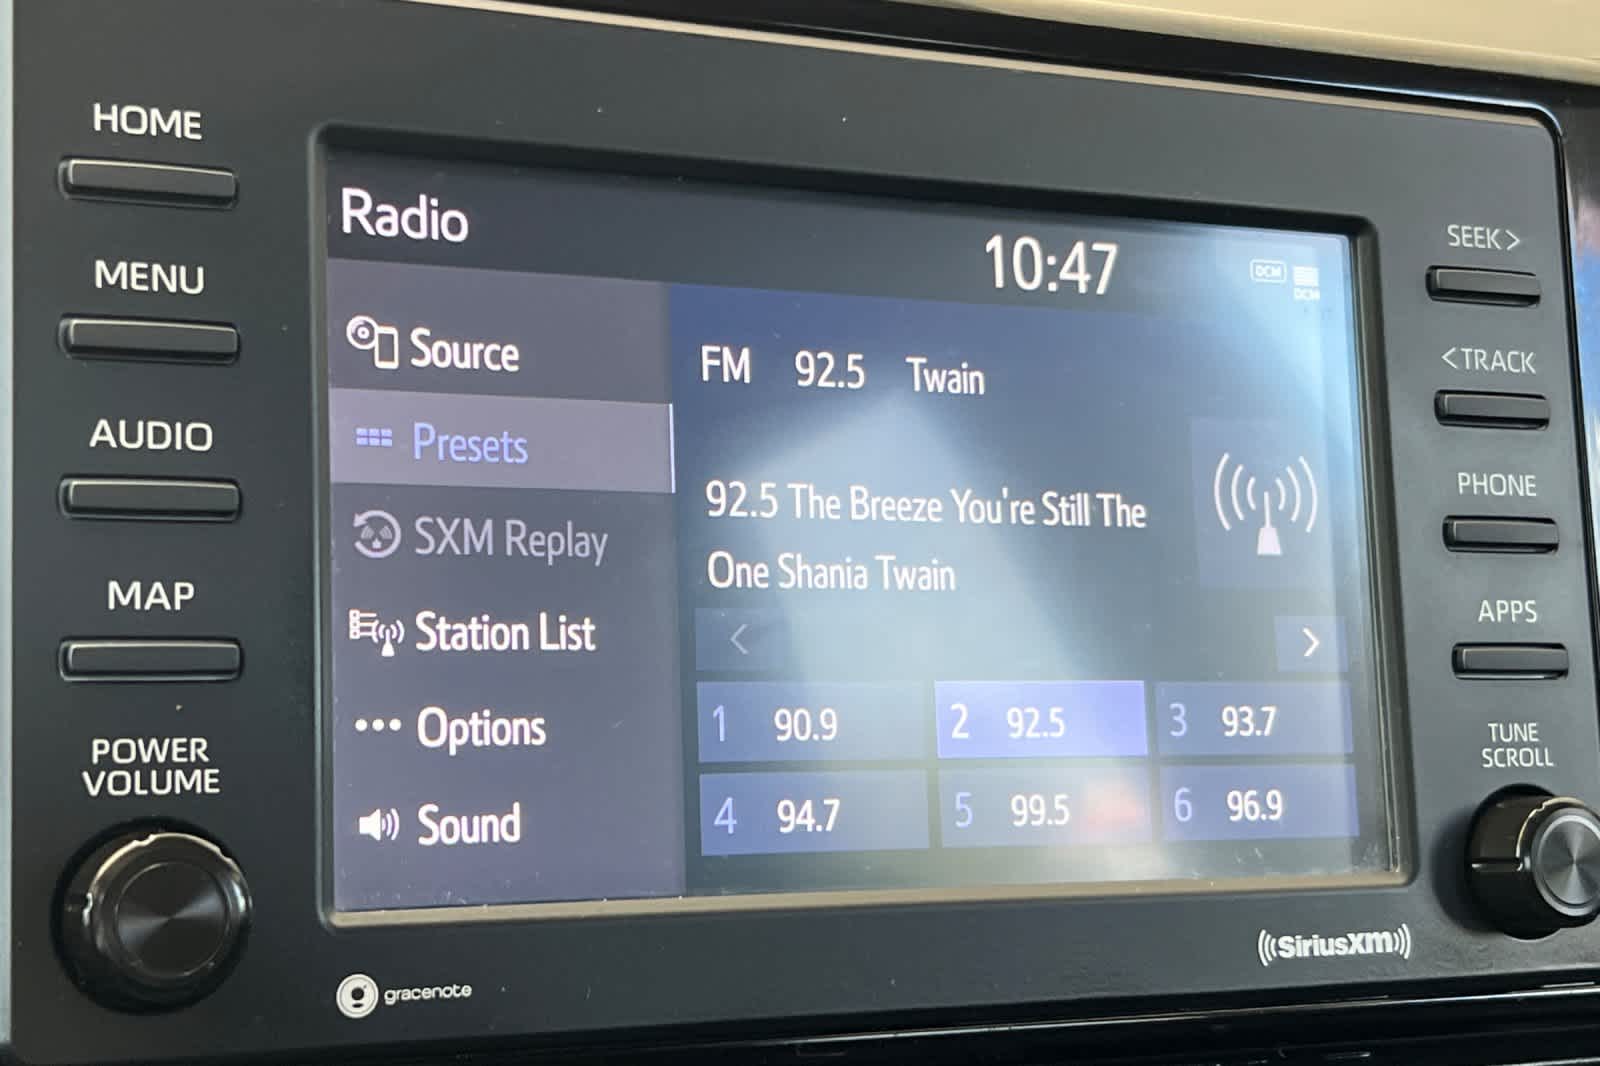 HOME
MENU
AUDIO
MAP
POWER
VOLUME
Radio
10:47
DCM
DCM
Source
Presets
SXM Replay
Station List
Options
Sound
FM 92.5 Twain
92.5 The Breeze You're Still The
One Shania Twain
<
>
1 90.9
2 92.5
3 93.7
4 94.7
5 99.5
6 96.9
SEEK >
< TRACK
PHONE
APPS
TUNE
SCROLL
gracenote
((SiriusXM))